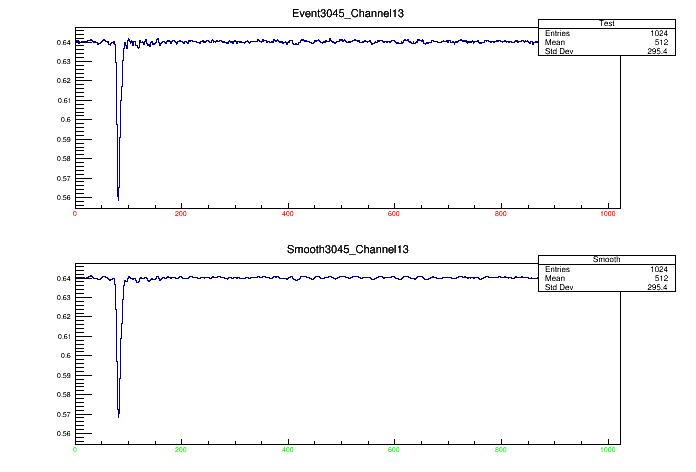 Event3045_Channel13
Test
Entries 1024
Mean 512
Std Dev 295.4
0.64
0.63
0.62
0.61
0.6
0.59
0.58
0.57
0.56
0 200 400 600 800 1000
Smooth3045_Channel13
Smooth
Entries 1024
Mean 512
Std Dev 295.4
0.64
0.63
0.62
0.61
0.6
0.59
0.58
0.57
0.56
0 200 400 600 800 1000